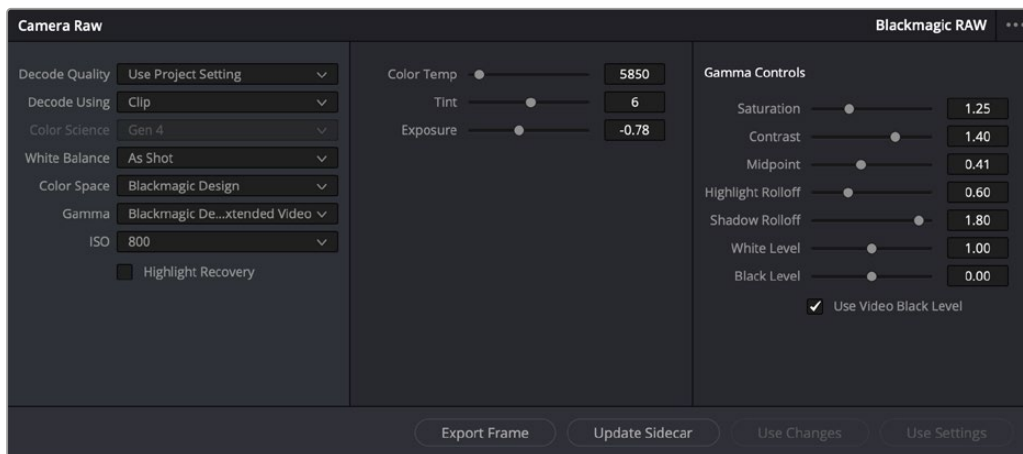 Camera Raw
Blackmagic RAW
Decode Quality Use Project Setting
Decode Using Clip
Color Science Gen 4
White Balance As Shot
Color Space Blackmagic Design
Gamma Blackmagic De...xtended Video
ISO 800
Highlight Recovery
Color Temp 5850
Tint 6
Exposure -0.78
Gamma Controls
Saturation 1.25
Contrast 1.40
Midpoint 0.41
Highlight Rolloff 0.60
Shadow Rolloff 1.80
White Level 1.00
Black Level 0.00
Use Video Black Level
Export Frame Update Sidecar Use Changes Use Settings